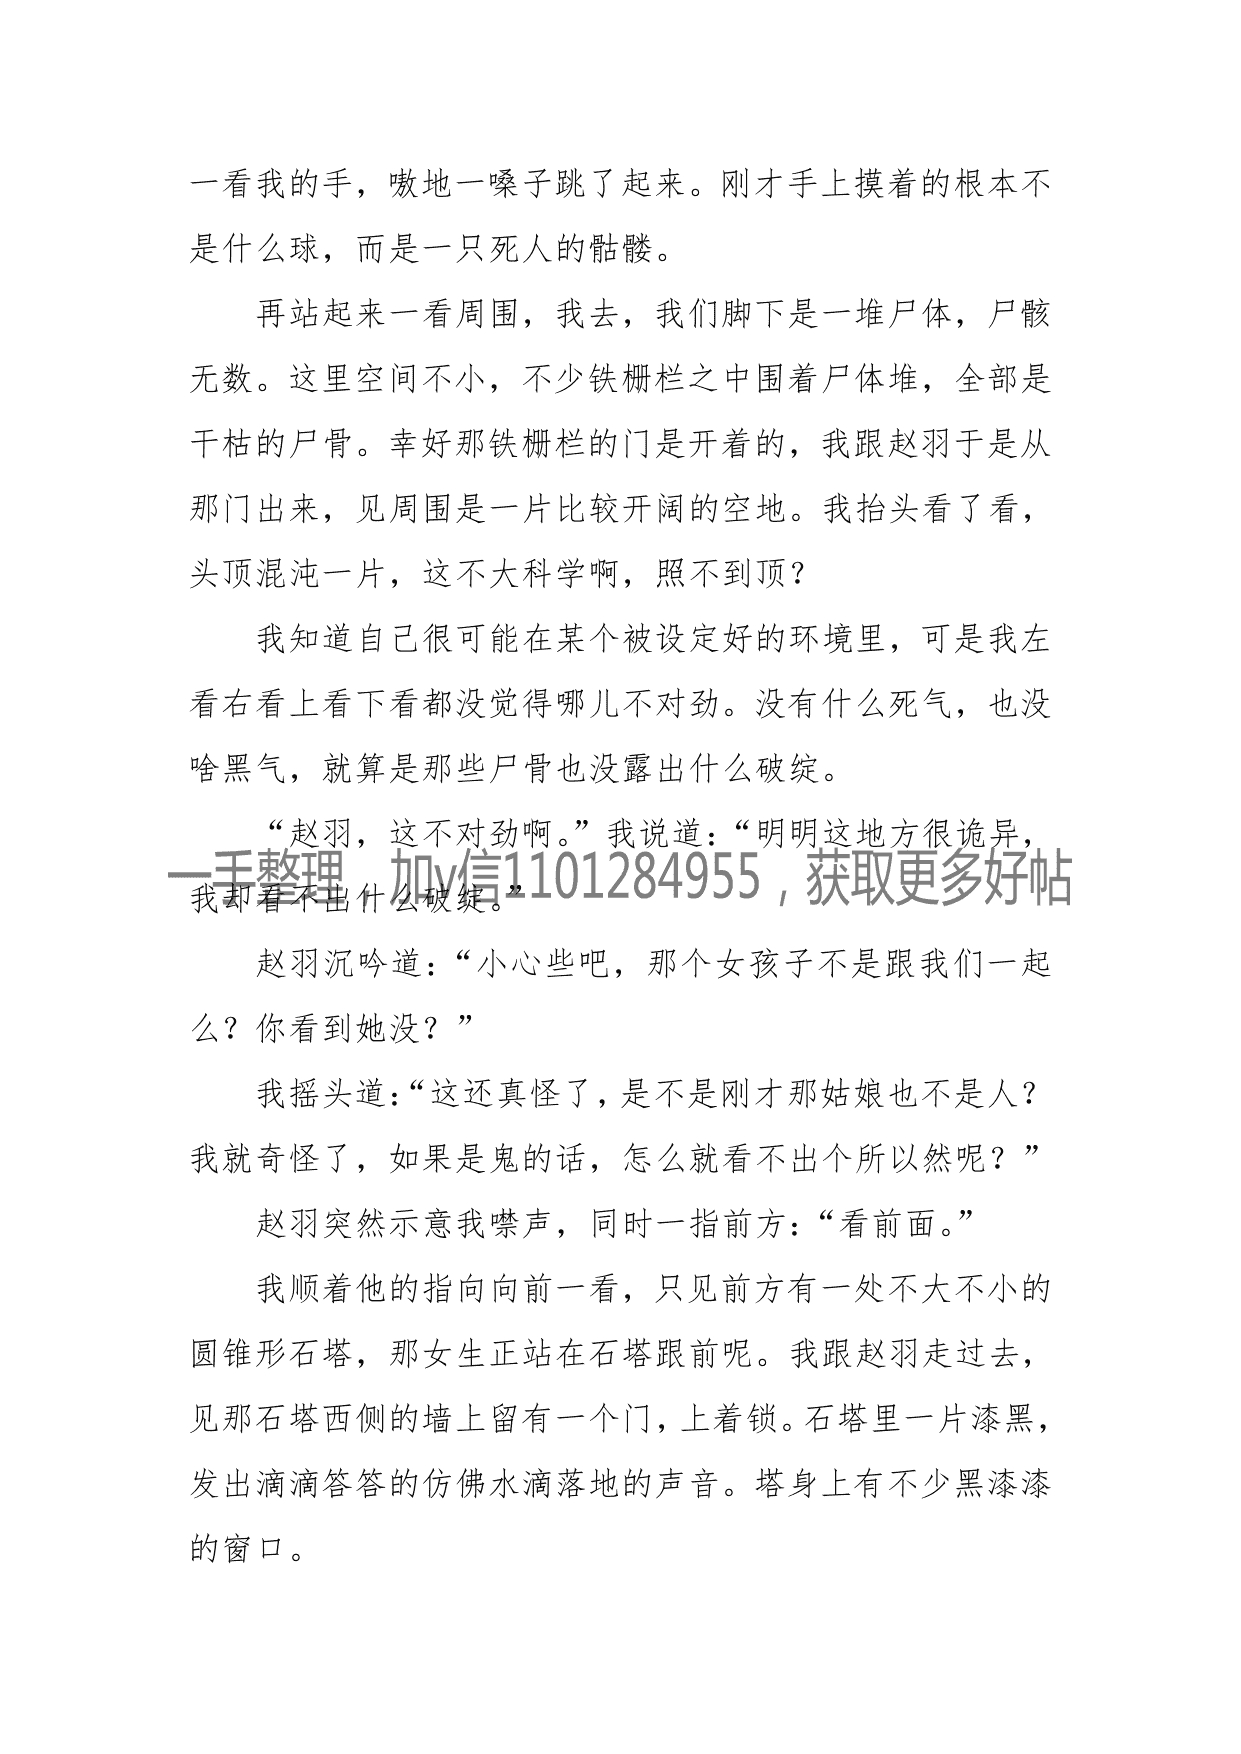 一看我的手，嗷地一嗓子跳了起来。刚才手上摸着的根本不
是什么球，而是一只死人的骷髅。
再站起来一看周围，我去，我们脚下是一堆尸体，尸骸
无数。这里空间不小，不少铁栅栏之中围着尸体堆，全部是
干枯的尸骨。幸好那铁栅栏的门是开着的，我跟赵羽于是从
那门出来，见周围是一片比较开阔的空地。我抬头看了看，
头顶混沌一片，这不大科学啊，照不到顶？
我知道自己很可能在某个被设定好的环境里，可是我左
看右看上看下看都没觉得哪儿不对劲。没有什么死气，也没
啥黑气，就算是那些尸骨也没露出什么破绽。
“赵羽，这不对劲啊。”我说道：“明明这地方很诡异，
一手整理，加v信1101284955，获取更多好帖
我却看不出什么破绽。”
赵羽沉吟道：“小心些吧，那个女孩子不是跟我们一起
么？你看到她没？”
我摇头道：“这还真怪了，是不是刚才那姑娘也不是人？
我就奇怪了，如果是鬼的话，怎么就看不出个所以然呢？”
赵羽突然示意我噤声，同时一指前方：“看前面。”
我顺着他的指向向前一看，只见前方有一处不大不小的
圆锥形石塔，那女生正站在石塔跟前呢。我跟赵羽走过去，
见那石塔西侧的墙上留有一个门，上着锁。石塔里一片漆黑，
发出滴滴答答的仿佛水滴落地的声音。塔身上有不少黑漆漆
的窗口。